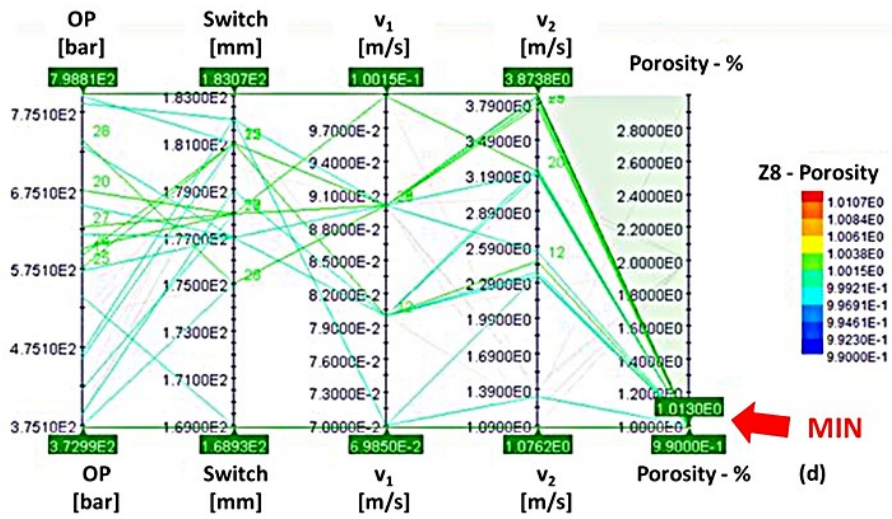 OP
[bar]
Switch
[mm]
v1
[m/s]
v2
[m/s]
Porosity - %
7.9881E2
1.8307E2
1.0015E-1
3.8738E0
7.7510E2
6.7510E2
5.7510E2
4.7510E2
3.7510E2
26
20
27
25
3.7299E2
1.8300E2
1.8100E2
1.7900E2
1.7700E2
1.7500E2
1.7300E2
1.7100E2
1.6900E2
26
1.6893E2
9.7000E-2
9.4000E-2
9.1000E-2
8.8000E-2
8.5000E-2
8.2000E-2
7.9000E-2
7.6000E-2
7.3000E-2
7.0000E-2
12
6.9850E-2
3.7900E0
3.4900E0
3.1900E0
2.8900E0
2.5900E0
2.2900E0
1.9900E0
1.6900E0
1.3900E0
1.0900E0
20
12
1.0762E0
2.8000E0
2.6000E0
2.4000E0
2.2000E0
2.0000E0
1.8000E0
1.6000E0
1.4000E0
1.2000E0
1.0130E0
1.0000E0
9.9000E-1
Z8 - Porosity
1.0107E0
1.0084E0
1.0061E0
1.0038E0
1.0015E0
9.9921E-1
9.9691E-1
9.9461E-1
9.9230E-1
9.9000E-1
MIN
OP
[bar]
Switch
[mm]
v1
[m/s]
v2
[m/s]
Porosity - %
(d)